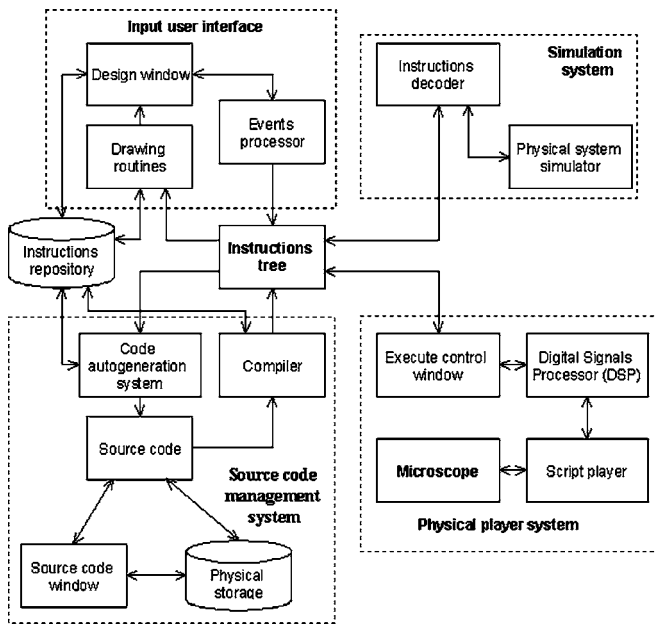 Input user interface
Design window
Drawing
routines
Events
processor
Simulation
system
Instructions
decoder
Physical system
simulator
Instructions
repository
Instructions
tree
Code
autogeneration
system
Compiler
Source code
Source code
management
system
Source code
window
Physical
storage
Execute control
window
Digital Signals
Processor (DSP)
Microscope
Script player
Physical player system